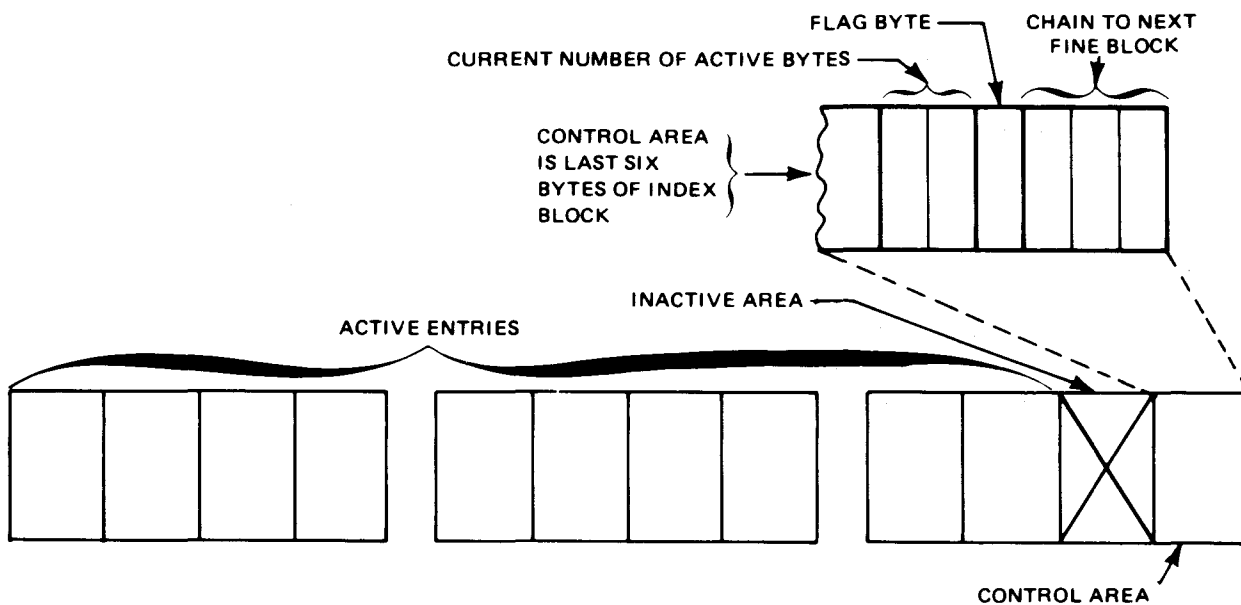 FLAG BYTE
CHAIN TO NEXT
FINE BLOCK
CURRENT NUMBER OF ACTIVE BYTES
CONTROL AREA
IS LAST SIX
BYTES OF INDEX
BLOCK
INACTIVE AREA
ACTIVE ENTRIES
CONTROL AREA